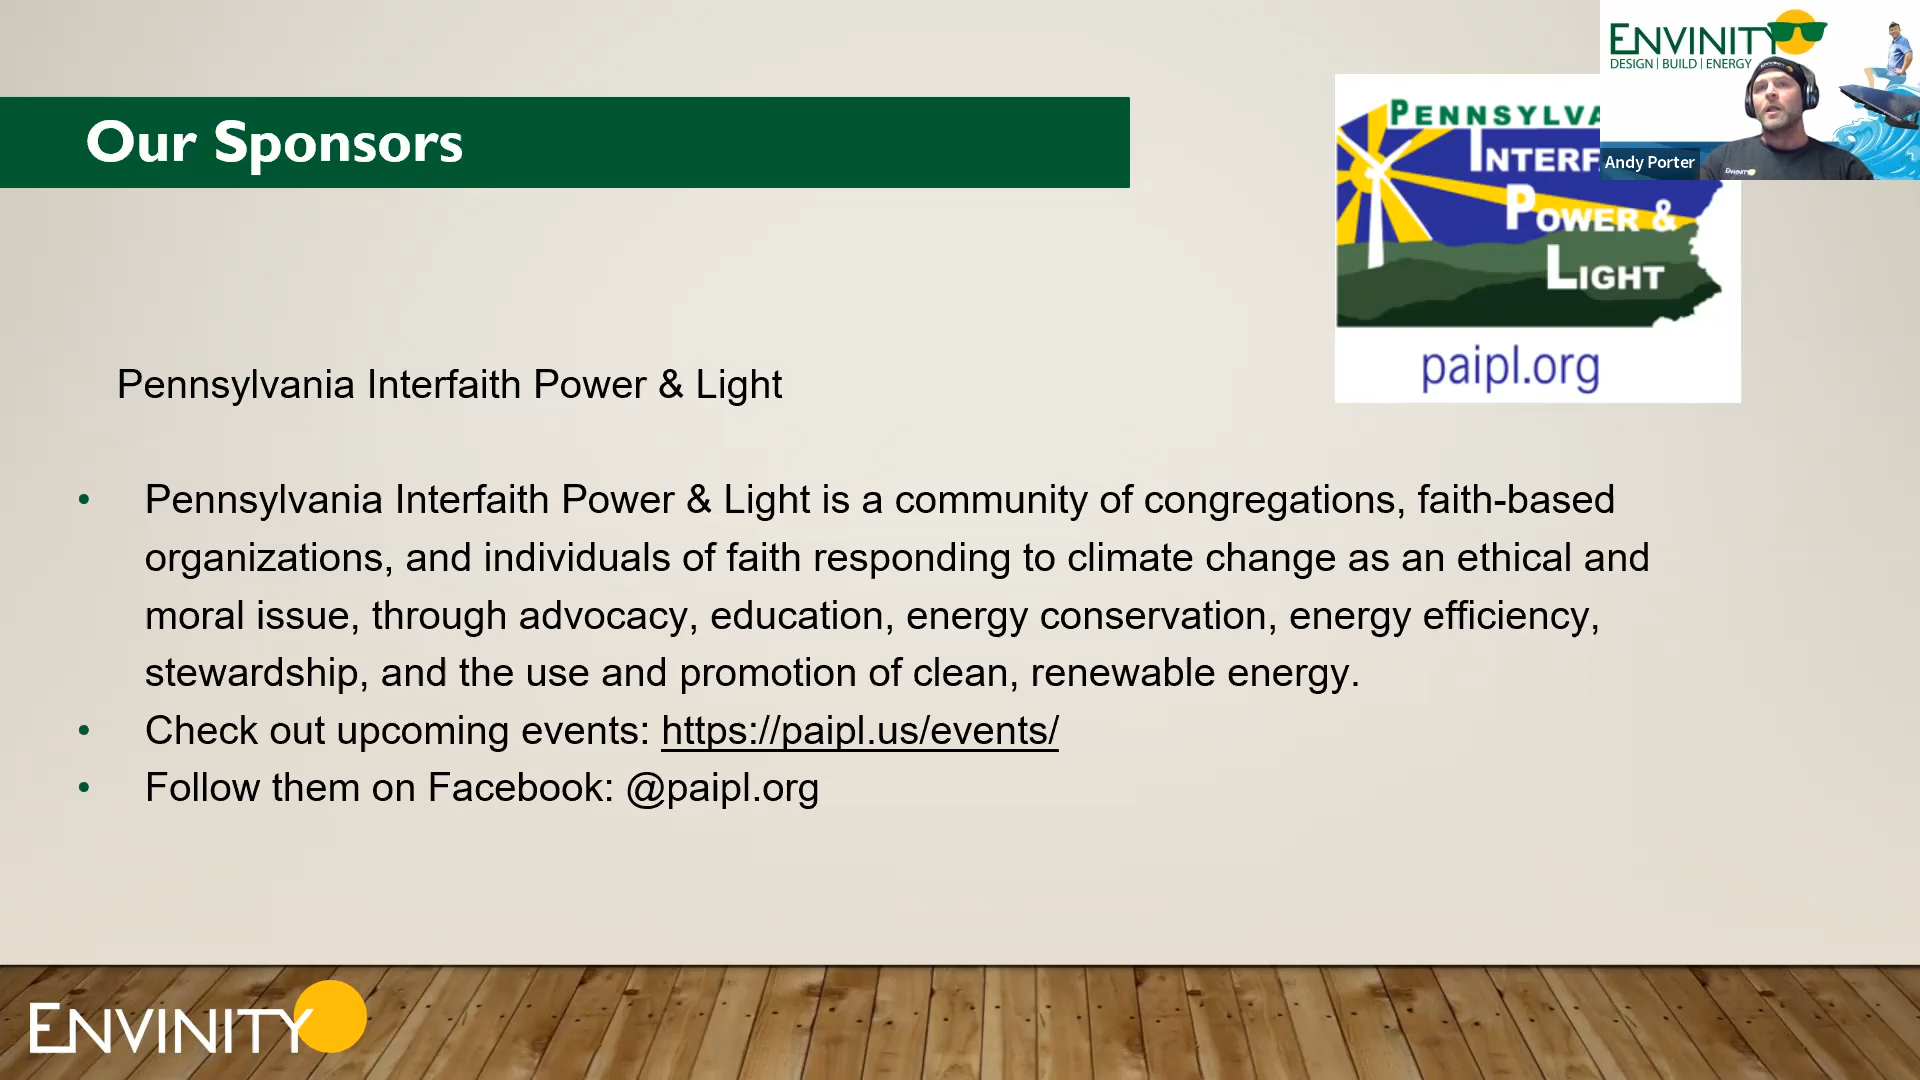 Our Sponsors
PENNSYLVA
INTERF
POWER &
LIGHT
paipl.org
ENVINITY
DESIGN | BUILD | ENERGY
Andy Porter
ENVINITY
Pennsylvania Interfaith Power & Light
• Pennsylvania Interfaith Power & Light is a community of congregations, faith-based
organizations, and individuals of faith responding to climate change as an ethical and
moral issue, through advocacy, education, energy conservation, energy efficiency,
stewardship, and the use and promotion of clean, renewable energy.
• Check out upcoming events: https://paipl.us/events/
• Follow them on Facebook: @paipl.org
ENVINITY